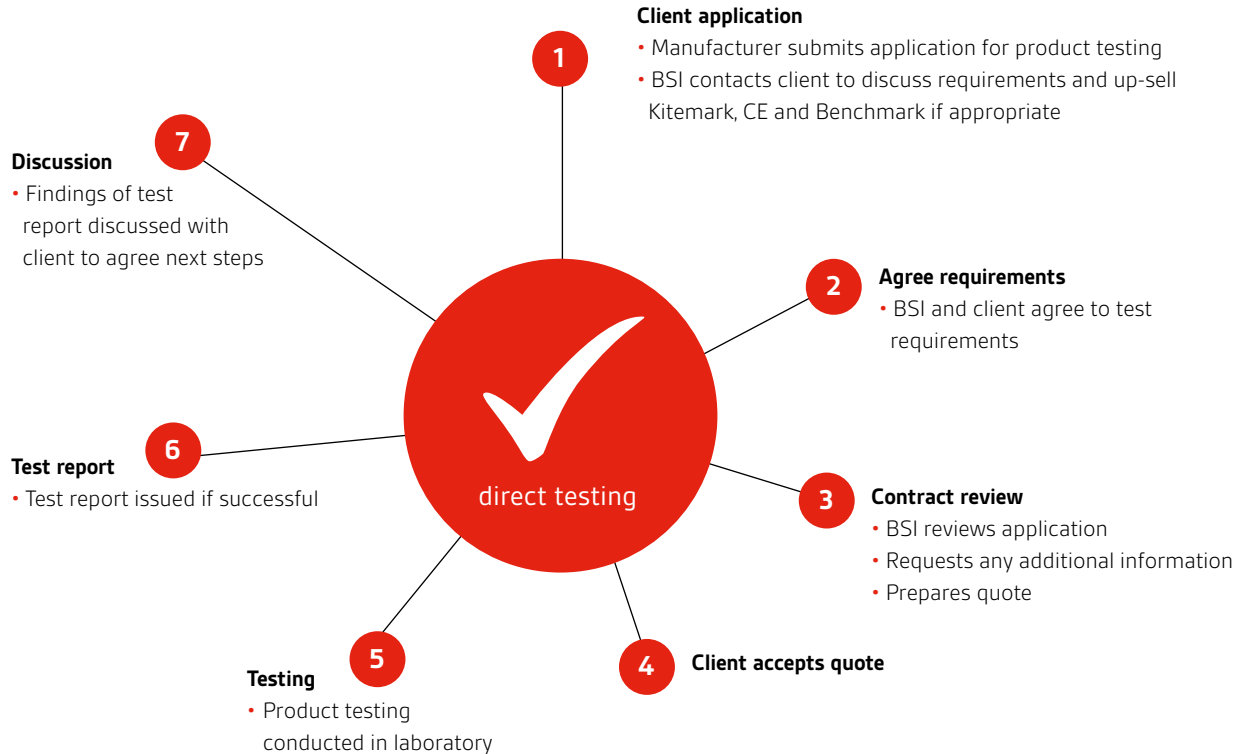 1
Client application
• Manufacturer submits application for product testing
• BSI contacts client to discuss requirements and up-sell
Kitemark, CE and Benchmark if appropriate
2
Agree requirements
• BSI and client agree to test
requirements
3
Contract review
• BSI reviews application
• Requests any additional information
• Prepares quote
4
Client accepts quote
5
Testing
• Product testing
conducted in laboratory
6
Test report
• Test report issued if successful
7
Discussion
• Findings of test
report discussed with
client to agree next steps
direct testing